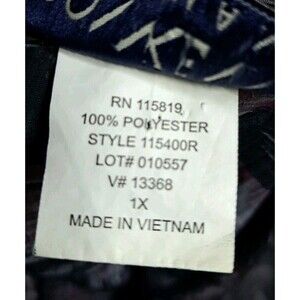 RN 115819
100% POLYESTER
STYLE 115400R
LOT# 010557
V# 13368
1X
MADE IN VIETNAM